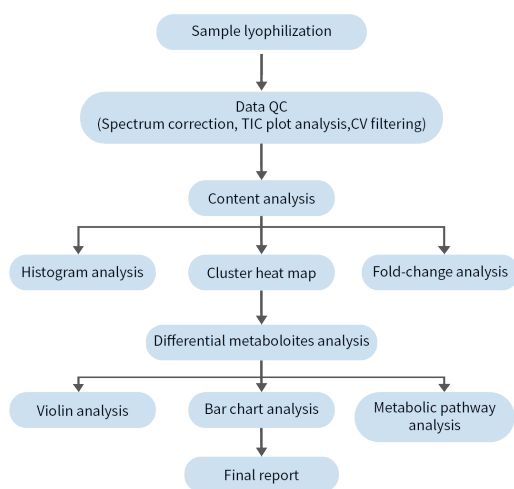 Sample lyophilization
Data QC
(Spectrum correction, TIC plot analysis,CV filtering)
Content analysis
Histogram analysis
Cluster heat map
Fold-change analysis
Differential metaboloites analysis
Violin analysis
Bar chart analysis
Metabolic pathway
analysis
Final report